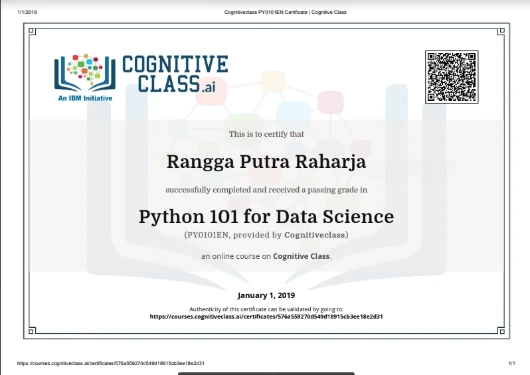 1/1/2019 Cognitiveclass PY0101EN Certificate | Cognitive Class
COGNITIVE
CLASS.ai
An IBM Initiative
This is to certify that
Rangga Putra Raharja
successfully completed and received a passing grade in
Python 101 for Data Science
(PY0101EN, provided by Cognitiveclass)
an online course on Cognitive Class.
January 1, 2019
Authenticity of this certificate can be validated by going to:
https://courses.cognitiveclass.ai/certificates/576a559270d549d18915cb3ee18e2d31
https://courses.cognitiveclass.ai/certificates/576a559270d549d18915cb3ee18e2d31 1/1